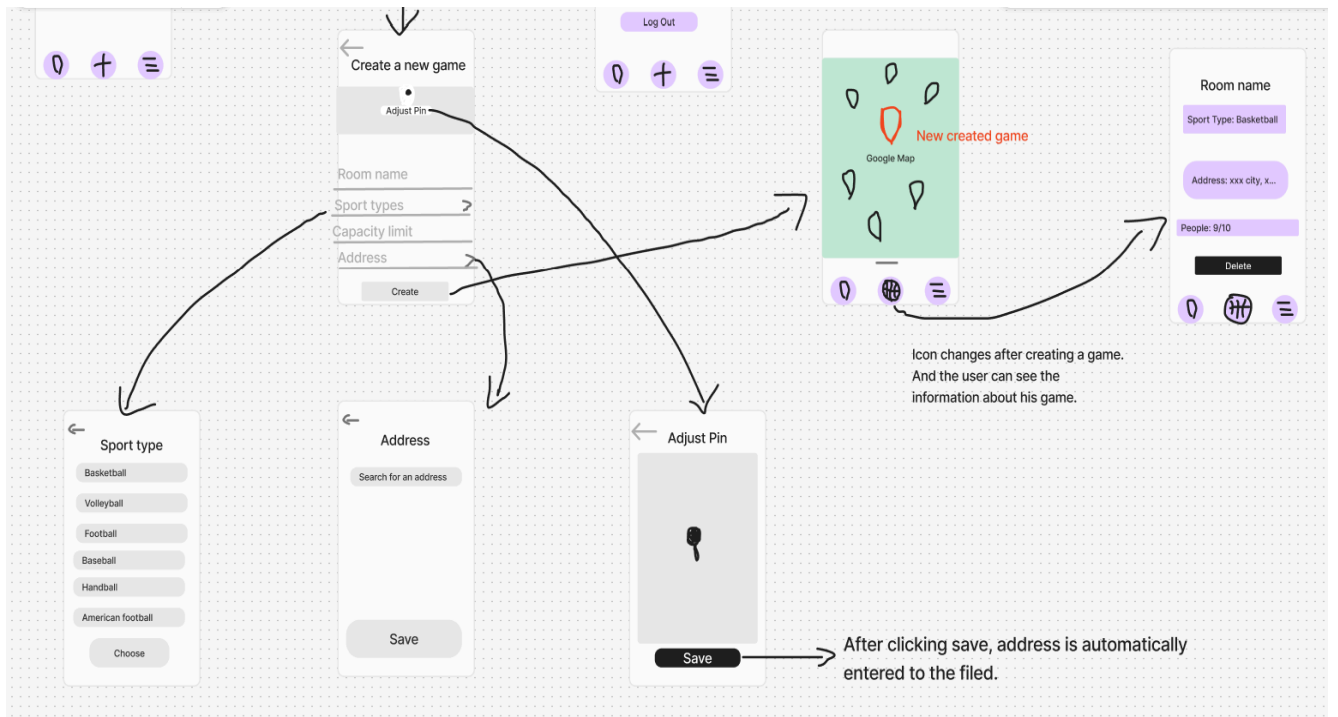 Log Out
Create a new game
Adjust Pin
Room name
Sport types
Capacity limit
Address
Create
New created game
Google Map
Icon changes after creating a game.
And the user can see the
information about his game.
Room name
Sport Type: Basketball
Address: xxx city, x...
People: 9/10
Delete
Sport type
Basketball
Volleyball
Football
Baseball
Handball
American football
Choose
Address
Search for an address
Save
Adjust Pin
Save
After clicking save, address is automatically
entered to the filed.